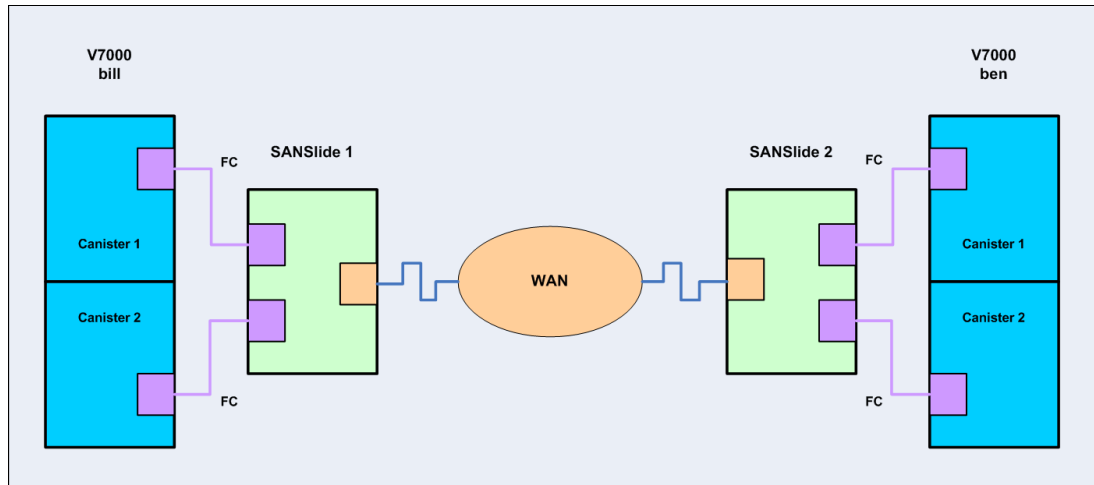 V7000
bill
V7000
ben
FC
SANSlide 1
SANSlide 2
FC
Canister 1
Canister 1
WAN
Canister 2
Canister 2
FC
FC